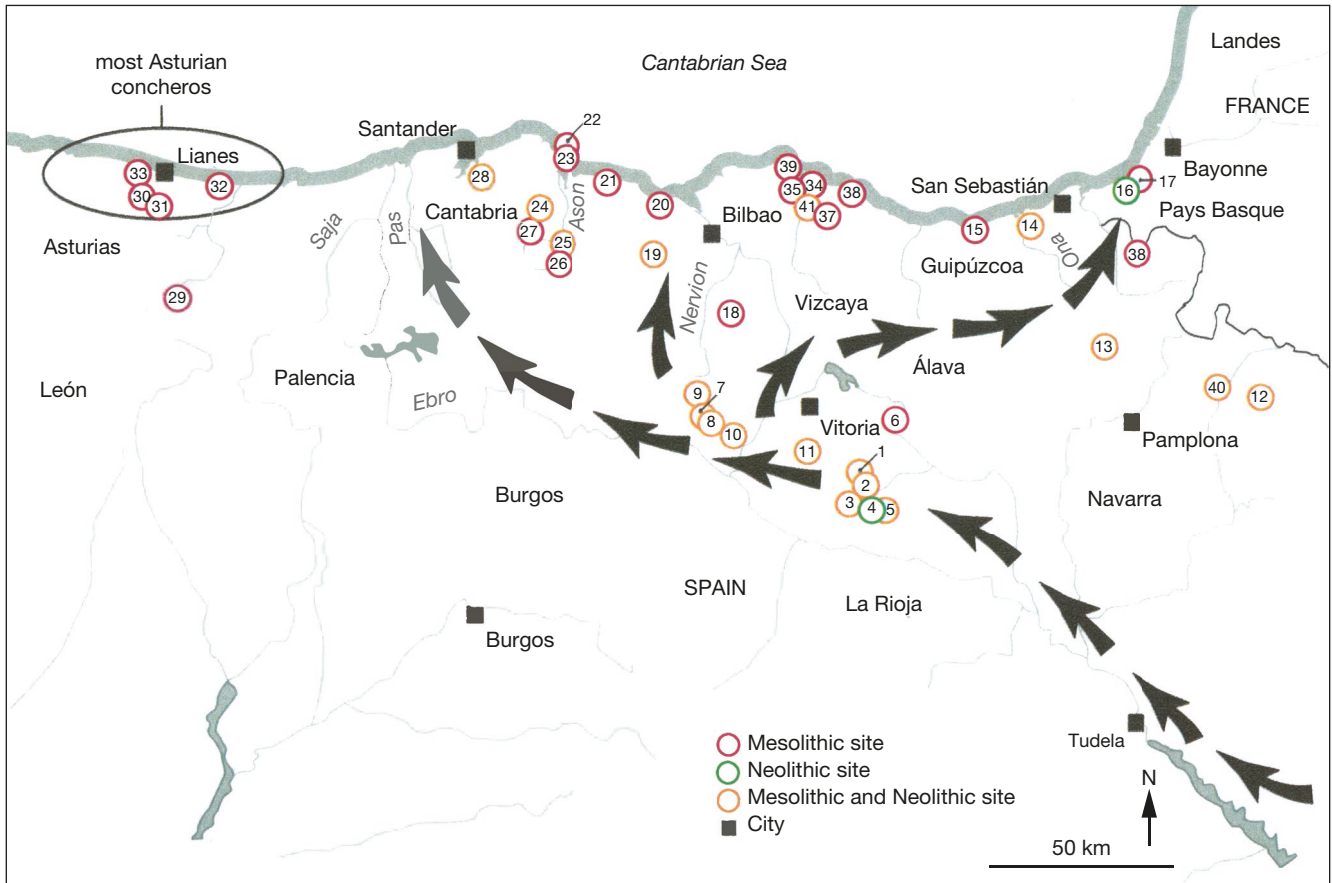 most Asturian
concheros
Cantabrian Sea
Landes
FRANCE
Santander
22
Lianes
23
33
32
30
31
28
21
20
39
35
34
38
41
37
San Sebastián
Bayonne
16
17
Pays Basque
Cantabria
24
27
25
26
Ason
Saja
Pas
Asturias
29
19
Bilbao
Nervion
18
15
14
Ona
38
Guipúzcoa
Vizcaya
13
Álava
40
12
León
Palencia
Ebro
9
7
8
10
Vitoria
6
11
1
2
3
4
5
Pamplona
Navarra
Burgos
SPAIN
La Rioja
Burgos
Tudela
Mesolithic site
Neolithic site
Mesolithic and Neolithic site
City
N
50 km